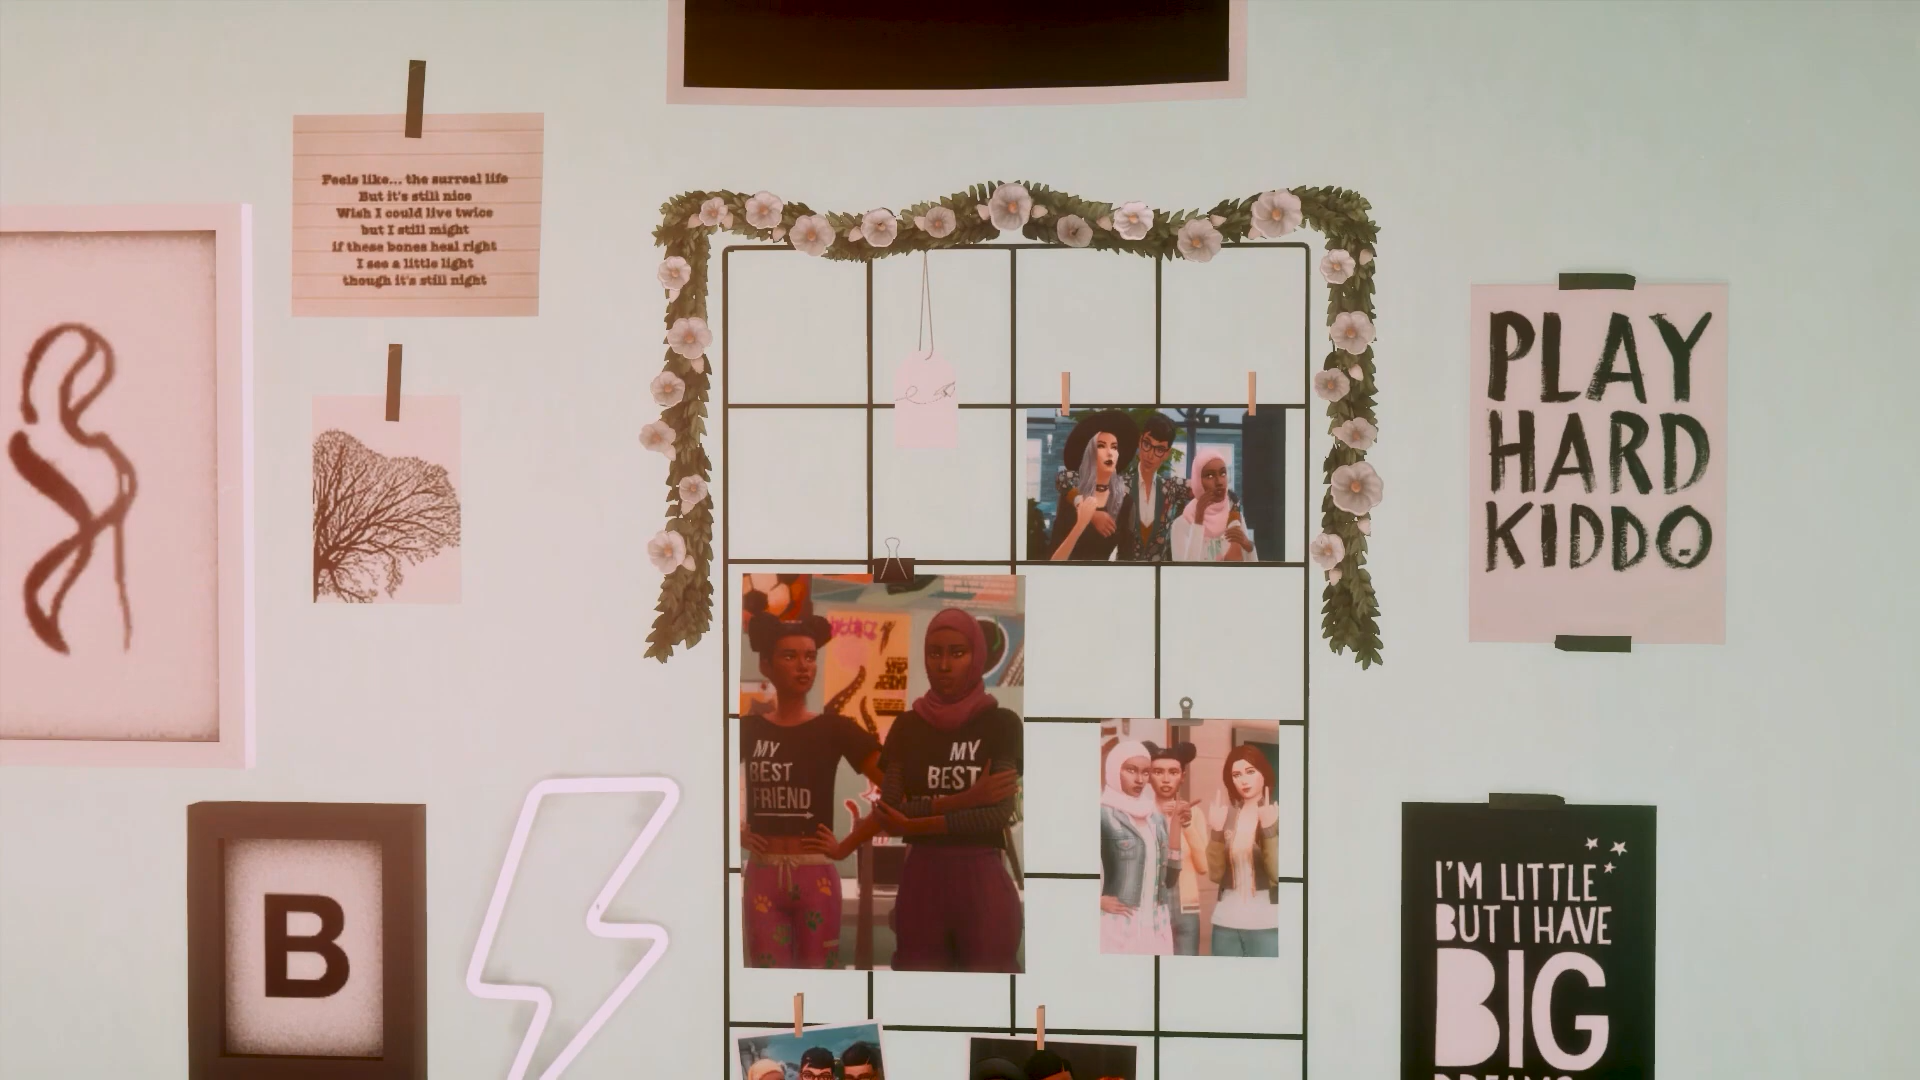 Feels like... the surreal life
But it's still nice
Wish I could live twice
but I still might
if these bones heal right
I see a little light
though it's still night
PLAY
HARD
KIDDO
MY
BEST
FRIEND
MY
BEST
B
I'M LITTLE
BUT I HAVE
BIG